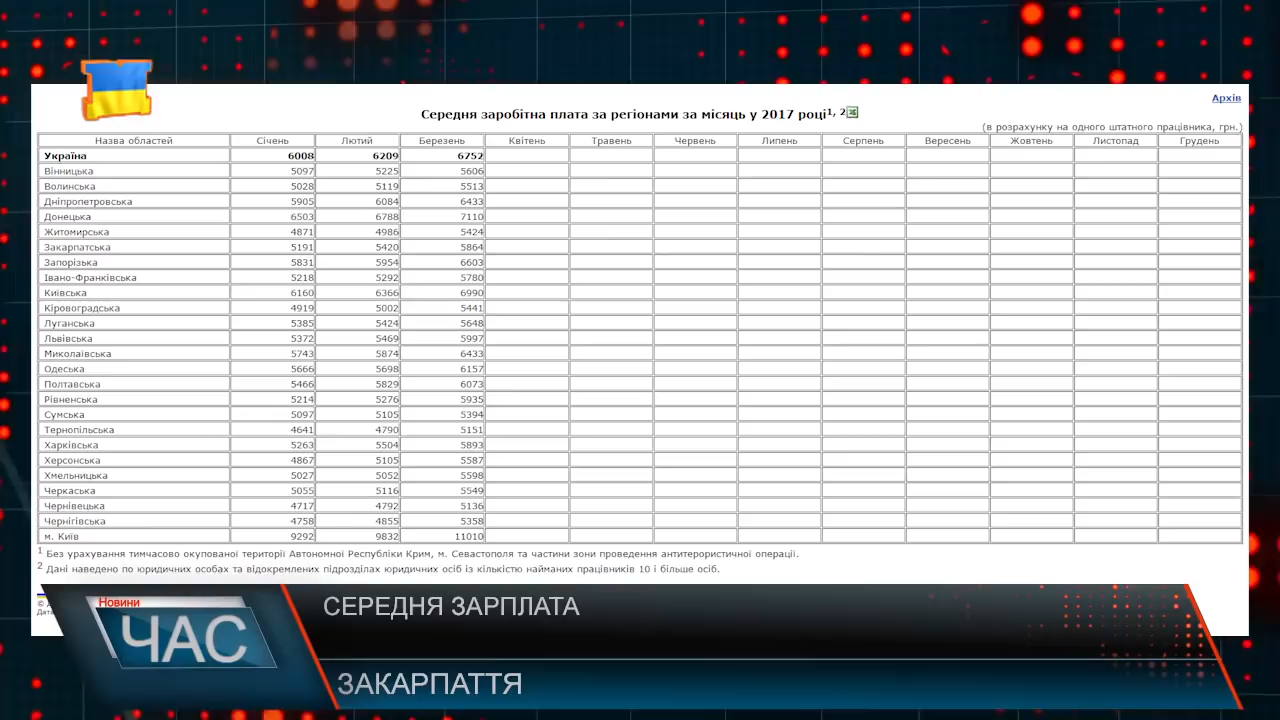 Архів
Середня заробітна плата за регіонами за місяць у 2017 році1, 2
(в розрахунку на одного штатного працівника, грн.)
Назва областей Січень Лютий Березень Квітень Травень Червень Липень Серпень Вересень Жовтень Листопад Грудень
Україна 6008 6209 6752
Вінницька 5097 5225 5606
Волинська 5028 5119 5513
Дніпропетровська 5905 6084 6433
Донецька 6503 6788 7110
Житомирська 4871 4986 5424
Закарпатська 5191 5420 5864
Запорізька 5831 5954 6603
Івано-Франківська 5218 5292 5780
Київська 6160 6366 6990
Кіровоградська 4919 5002 5441
Луганська 5385 5424 5648
Львівська 5372 5469 5997
Миколаївська 5743 5874 6433
Одеська 5666 5698 6157
Полтавська 5466 5829 6073
Рівненська 5214 5276 5935
Сумська 5097 5105 5394
Тернопільська 4641 4790 5151
Харківська 5263 5504 5893
Херсонська 4867 5105 5587
Хмельницька 5027 5052 5598
Черкаська 5055 5116 5549
Чернівецька 4717 4792 5136
Чернігівська 4758 4855 5358
м. Київ 9292 9832 11010
1 Без урахування тимчасово окупованої території Автономної Республіки Крим, м. Севастополя та частини зони проведення антитерористичної операції.
2 Дані наведено по юридичних особах та відокремлених підрозділах юридичних осіб із кількістю найманих працівників 10 і більше осіб.
Новини
ЧАС
СЕРЕДНЯ ЗАРПЛАТА
ЗАКАРПАТТЯ